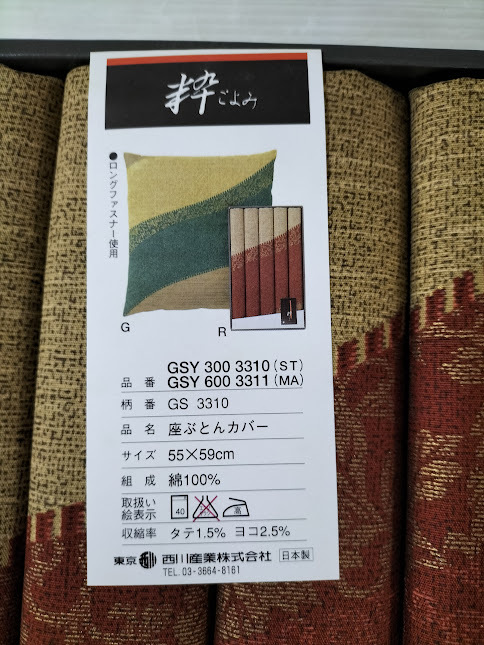 粋ごよみ
●ロングファスナー使用
G
R
GSY 300 3310(ST)
品番 GSY 600 3311(MA)
柄番 GS 3310
品名 座ぶとんカバー
サイズ 55×59cm
組成 綿100%
取扱い
絵表示 40 高
収縮率 タテ1.5% ヨコ2.5%
東京 西川産業株式会社 日本製
TEL. 03-3664-8161